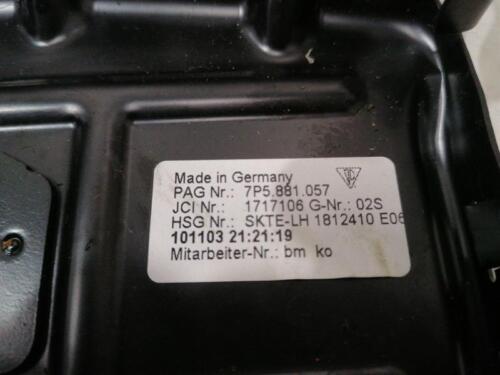 Made in Germany
PAG Nr.: 7P5.881.057
JCI Nr.: 1717106 G-Nr.: 02S
HSG Nr.: SKTE-LH 1812410 E06
101103 21:21:19
Mitarbeiter-Nr.: bm ko